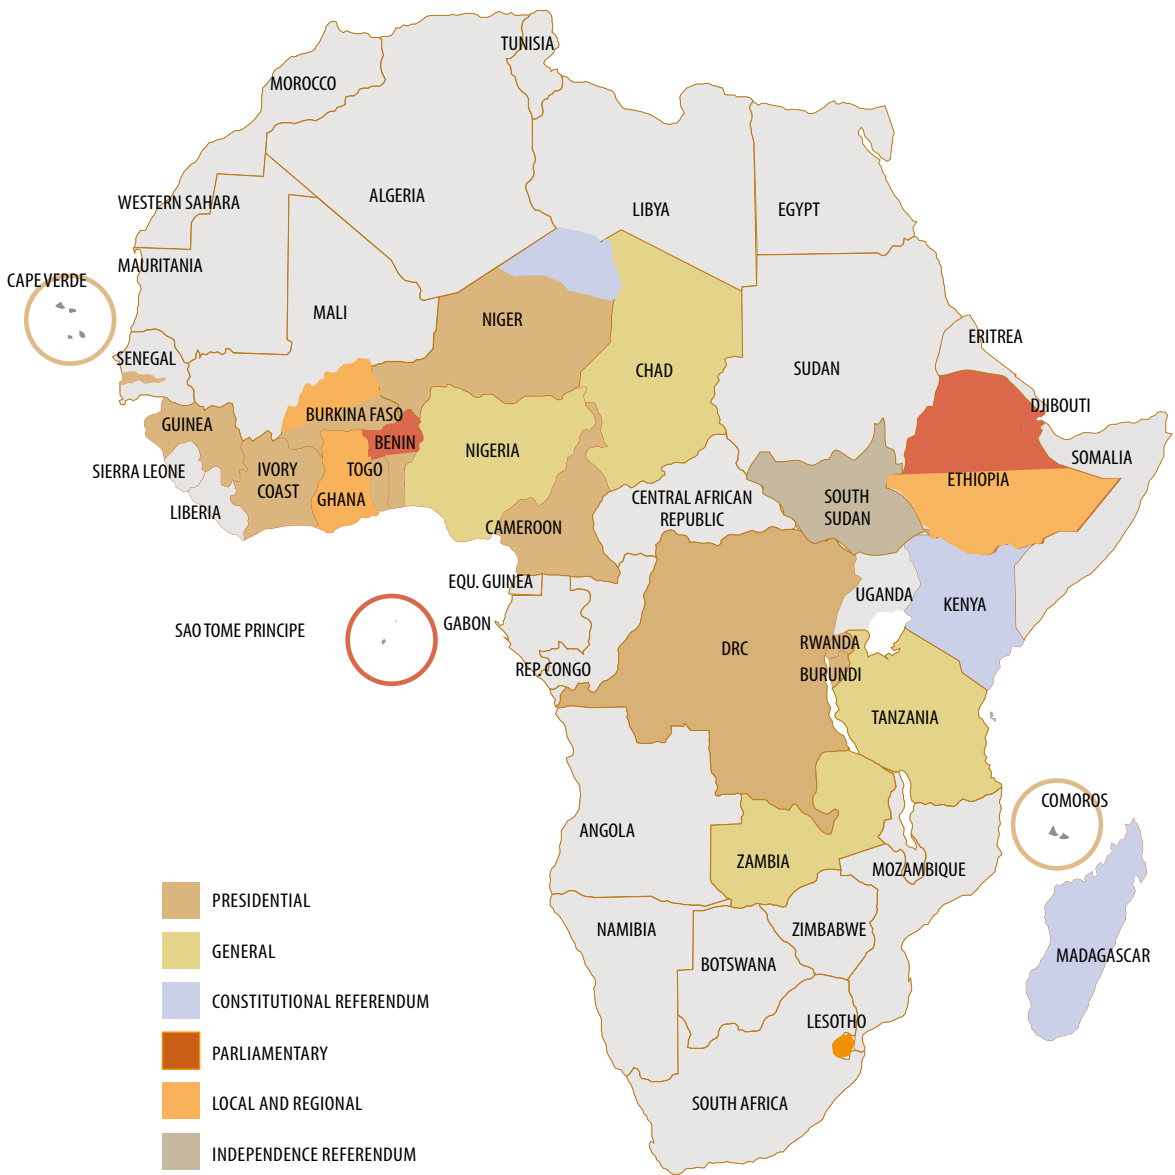 TUNISIA
MOROCCO
ALGERIA
WESTERN SAHARA
LIBYA
EGYPT
MAURITANIA
CAPE VERDE
MALI
NIGER
ERITREA
SENEGAL
CHAD
SUDAN
DJIBOUTI
BURKINA FASO
GUINEA
BENIN
NIGERIA
SOMALIA
SIERRA LEONE
IVORY
COAST
TOGO
GHANA
ETHIOPIA
CENTRAL AFRICAN
REPUBLIC
SOUTH
SUDAN
LIBERIA
CAMEROON
EQU. GUINEA
UGANDA
KENYA
SAO TOME PRINCIPE
GABON
RWANDA
DRC
REP. CONGO
BURUNDI
TANZANIA
COMOROS
ANGOLA
ZAMBIA
MOZAMBIQUE
NAMIBIA
ZIMBABWE
BOTSWANA
MADAGASCAR
LESOTHO
SOUTH AFRICA
PRESIDENTIAL
GENERAL
CONSTITUTIONAL REFERENDUM
PARLIAMENTARY
LOCAL AND REGIONAL
INDEPENDENCE REFERENDUM